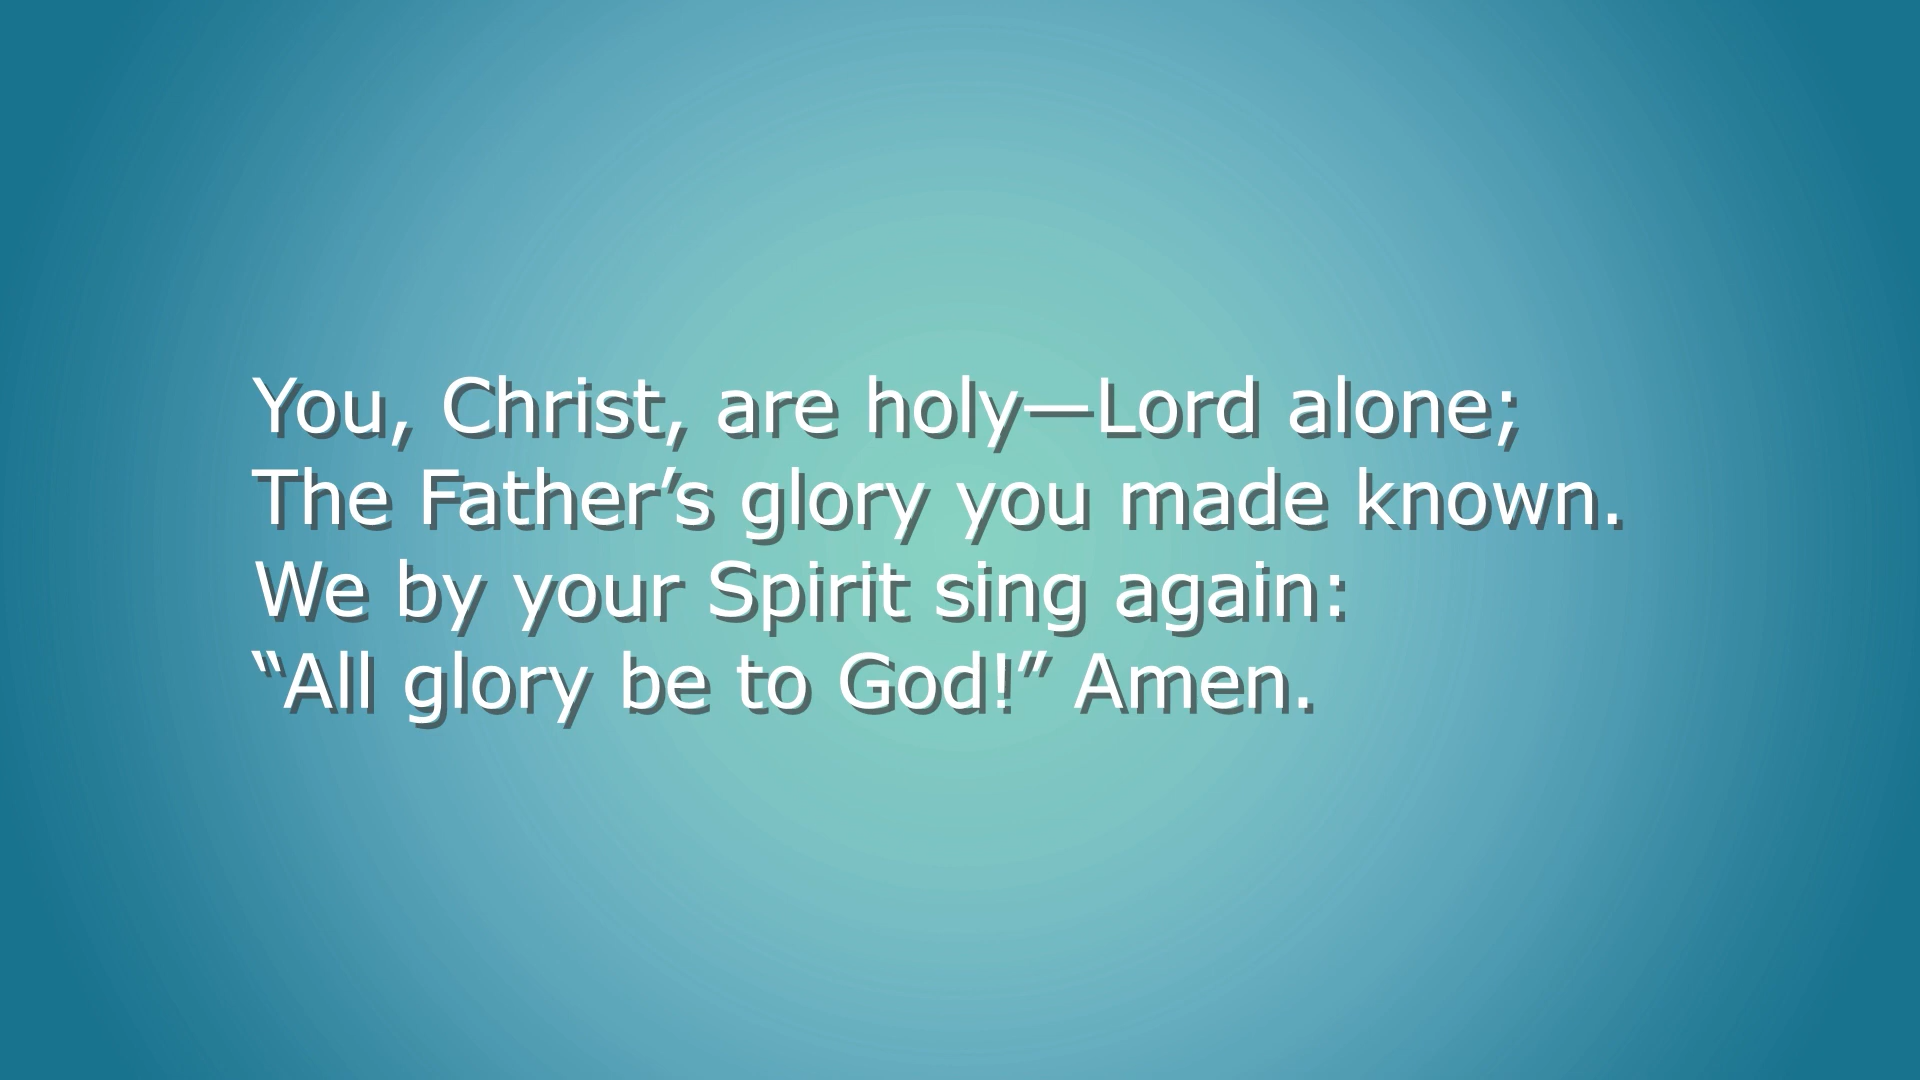 You, Christ, are holy—Lord alone;
The Father’s glory you made known.
We by your Spirit sing again:
“All glory be to God!” Amen.